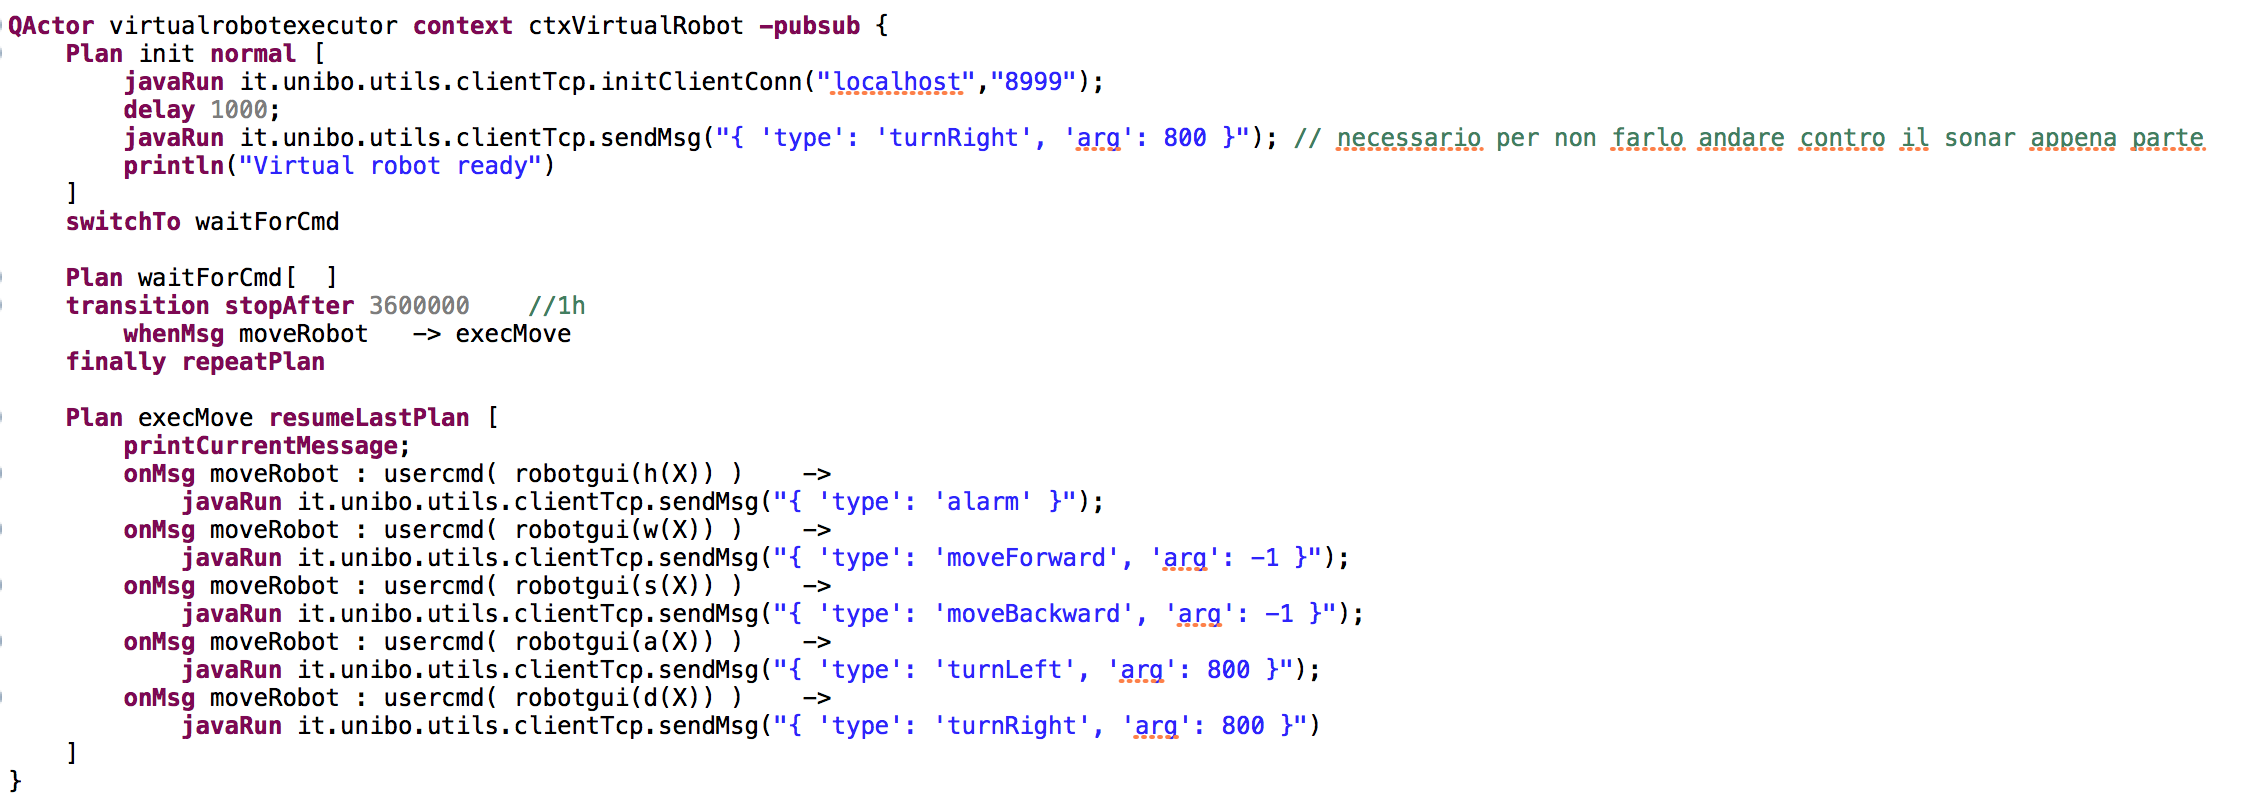 QActor virtualrobotexecutor context ctxVirtualRobot -pubsub {
    Plan init normal [
        javaRun it.unibo.utils.clientTcp.initClientConn("localhost","8999");
        delay 1000;
        javaRun it.unibo.utils.clientTcp.sendMsg("{ 'type': 'turnRight', 'arg': 800 }"); // necessario per non farlo andare contro il sonar appena parte
        println("Virtual robot ready")
    ]
    switchTo waitForCmd

    Plan waitForCmd[  ]
    transition stopAfter 3600000    //1h
        whenMsg moveRobot   -> execMove
    finally repeatPlan

    Plan execMove resumeLastPlan [
        printCurrentMessage;
        onMsg moveRobot : usercmd( robotgui(h(X)) )    ->
            javaRun it.unibo.utils.clientTcp.sendMsg("{ 'type': 'alarm' }");
        onMsg moveRobot : usercmd( robotgui(w(X)) )    ->
            javaRun it.unibo.utils.clientTcp.sendMsg("{ 'type': 'moveForward', 'arg': -1 }");
        onMsg moveRobot : usercmd( robotgui(s(X)) )    ->
            javaRun it.unibo.utils.clientTcp.sendMsg("{ 'type': 'moveBackward', 'arg': -1 }");
        onMsg moveRobot : usercmd( robotgui(a(X)) )    ->
            javaRun it.unibo.utils.clientTcp.sendMsg("{ 'type': 'turnLeft', 'arg': 800 }");
        onMsg moveRobot : usercmd( robotgui(d(X)) )    ->
            javaRun it.unibo.utils.clientTcp.sendMsg("{ 'type': 'turnRight', 'arg': 800 }")
    ]
}